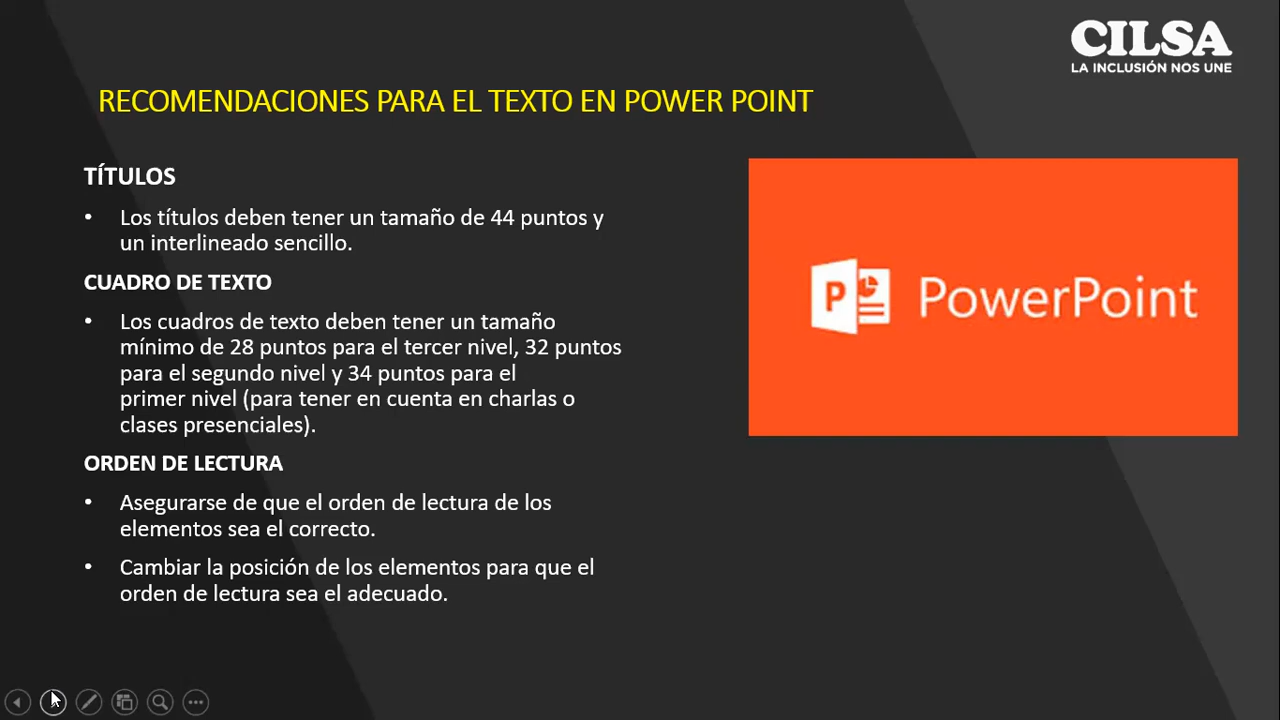 CILSA
LA INCLUSIÓN NOS UNE
RECOMENDACIONES PARA EL TEXTO EN POWER POINT
TÍTULOS
• Los títulos deben tener un tamaño de 44 puntos y
un interlineado sencillo.
CUADRO DE TEXTO
• Los cuadros de texto deben tener un tamaño
mínimo de 28 puntos para el tercer nivel, 32 puntos
para el segundo nivel y 34 puntos para el
primer nivel (para tener en cuenta en charlas o
clases presenciales).
ORDEN DE LECTURA
• Asegurarse de que el orden de lectura de los
elementos sea el correcto.
• Cambiar la posición de los elementos para que el
orden de lectura sea el adecuado.
P PowerPoint